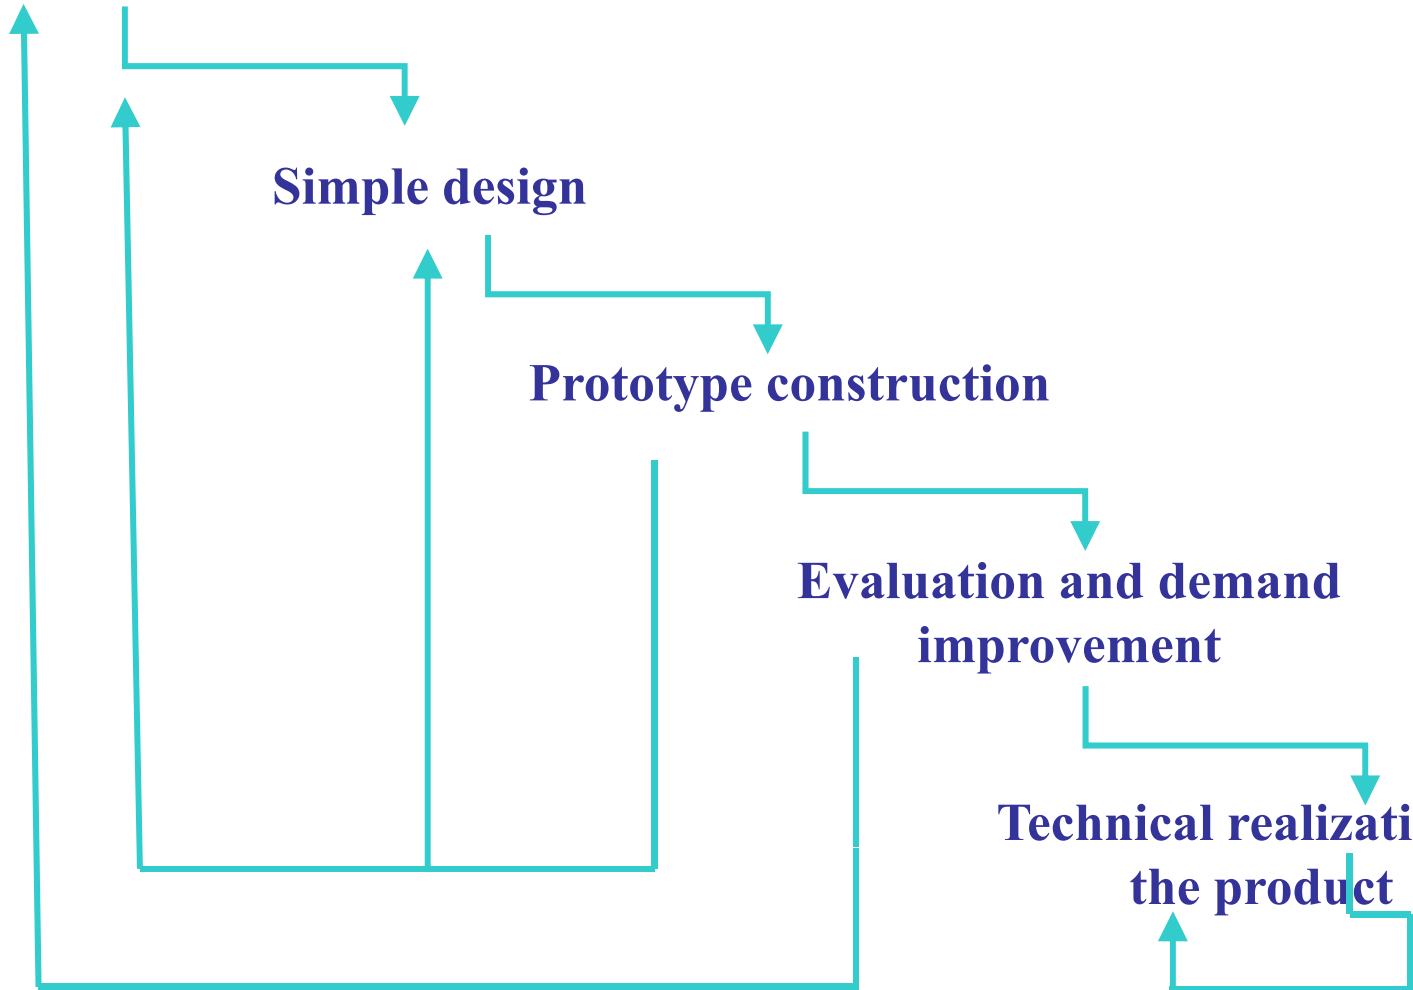 Simple design
Prototype construction
Evaluation and demand
improvement
Technical realizati
the product